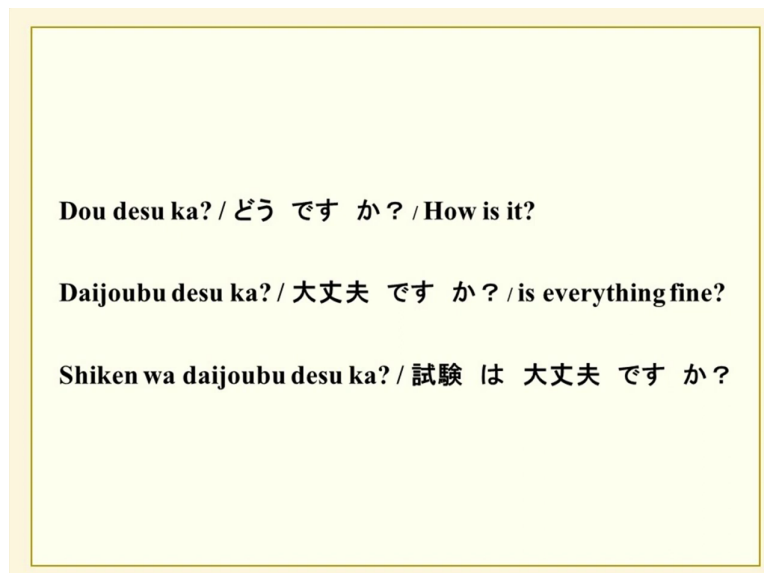 Dou desu ka? / どう　です　か？ / How is it?
Daijoubu desu ka? / 大丈夫　です　か？ / is everything fine?
Shiken wa daijoubu desu ka? / 試験　は　大丈夫　です　か？